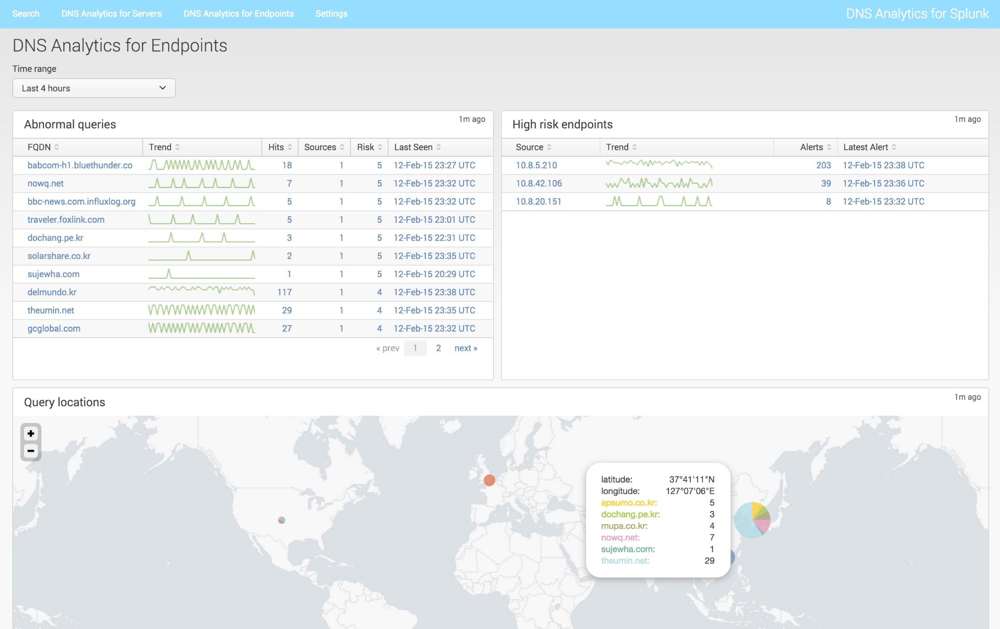 Search DNS Analytics for Servers DNS Analytics for Endpoints Settings DNS Analytics for Splunk
DNS Analytics for Endpoints
Time range
Last 4 hours
Abnormal queries 1m ago
FQDN Trend Hits Sources Risk Last Seen
babcom-h1.bluethunder.co 18 1 5 12-Feb-15 23:27 UTC
nowq.net 7 1 5 12-Feb-15 23:32 UTC
bbc-news.com.influxlog.org 5 1 5 12-Feb-15 23:32 UTC
traveler.foxlink.com 5 1 5 12-Feb-15 23:01 UTC
dochang.pe.kr 3 1 5 12-Feb-15 22:31 UTC
solarshare.co.kr 2 1 5 12-Feb-15 23:35 UTC
sujewha.com 1 1 5 12-Feb-15 20:29 UTC
delmundo.kr 117 1 4 12-Feb-15 23:38 UTC
theumin.net 29 1 4 12-Feb-15 23:35 UTC
gcglobal.com 27 1 4 12-Feb-15 23:32 UTC
« prev 1 2 next »
High risk endpoints 1m ago
Source Trend Alerts Latest Alert
10.8.5.210 203 12-Feb-15 23:38 UTC
10.8.42.106 39 12-Feb-15 23:36 UTC
10.8.20.151 8 12-Feb-15 23:32 UTC
Query locations 1m ago
+
-
latitude: 37°41'11"N
longitude: 127°07'06"E
apsumo.co.kr: 5
dochang.pe.kr: 3
mupa.co.kr: 4
nowq.net: 7
sujewha.com: 1
theumin.net: 29